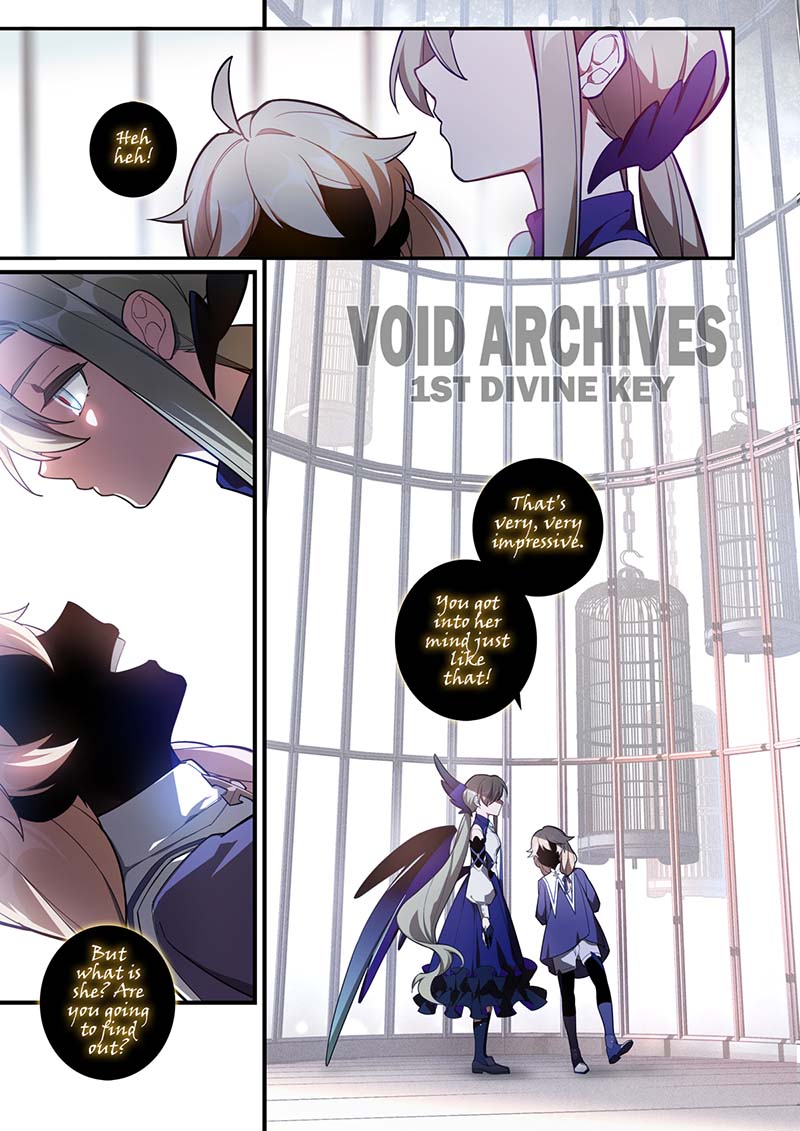 Heh
heh!
VOID ARCHIVES
1ST DIVINE KEY
That's
very, very
impressive.
You got
into her
mind just
like
that!
But
what is
she? Are
you going
to find
out?